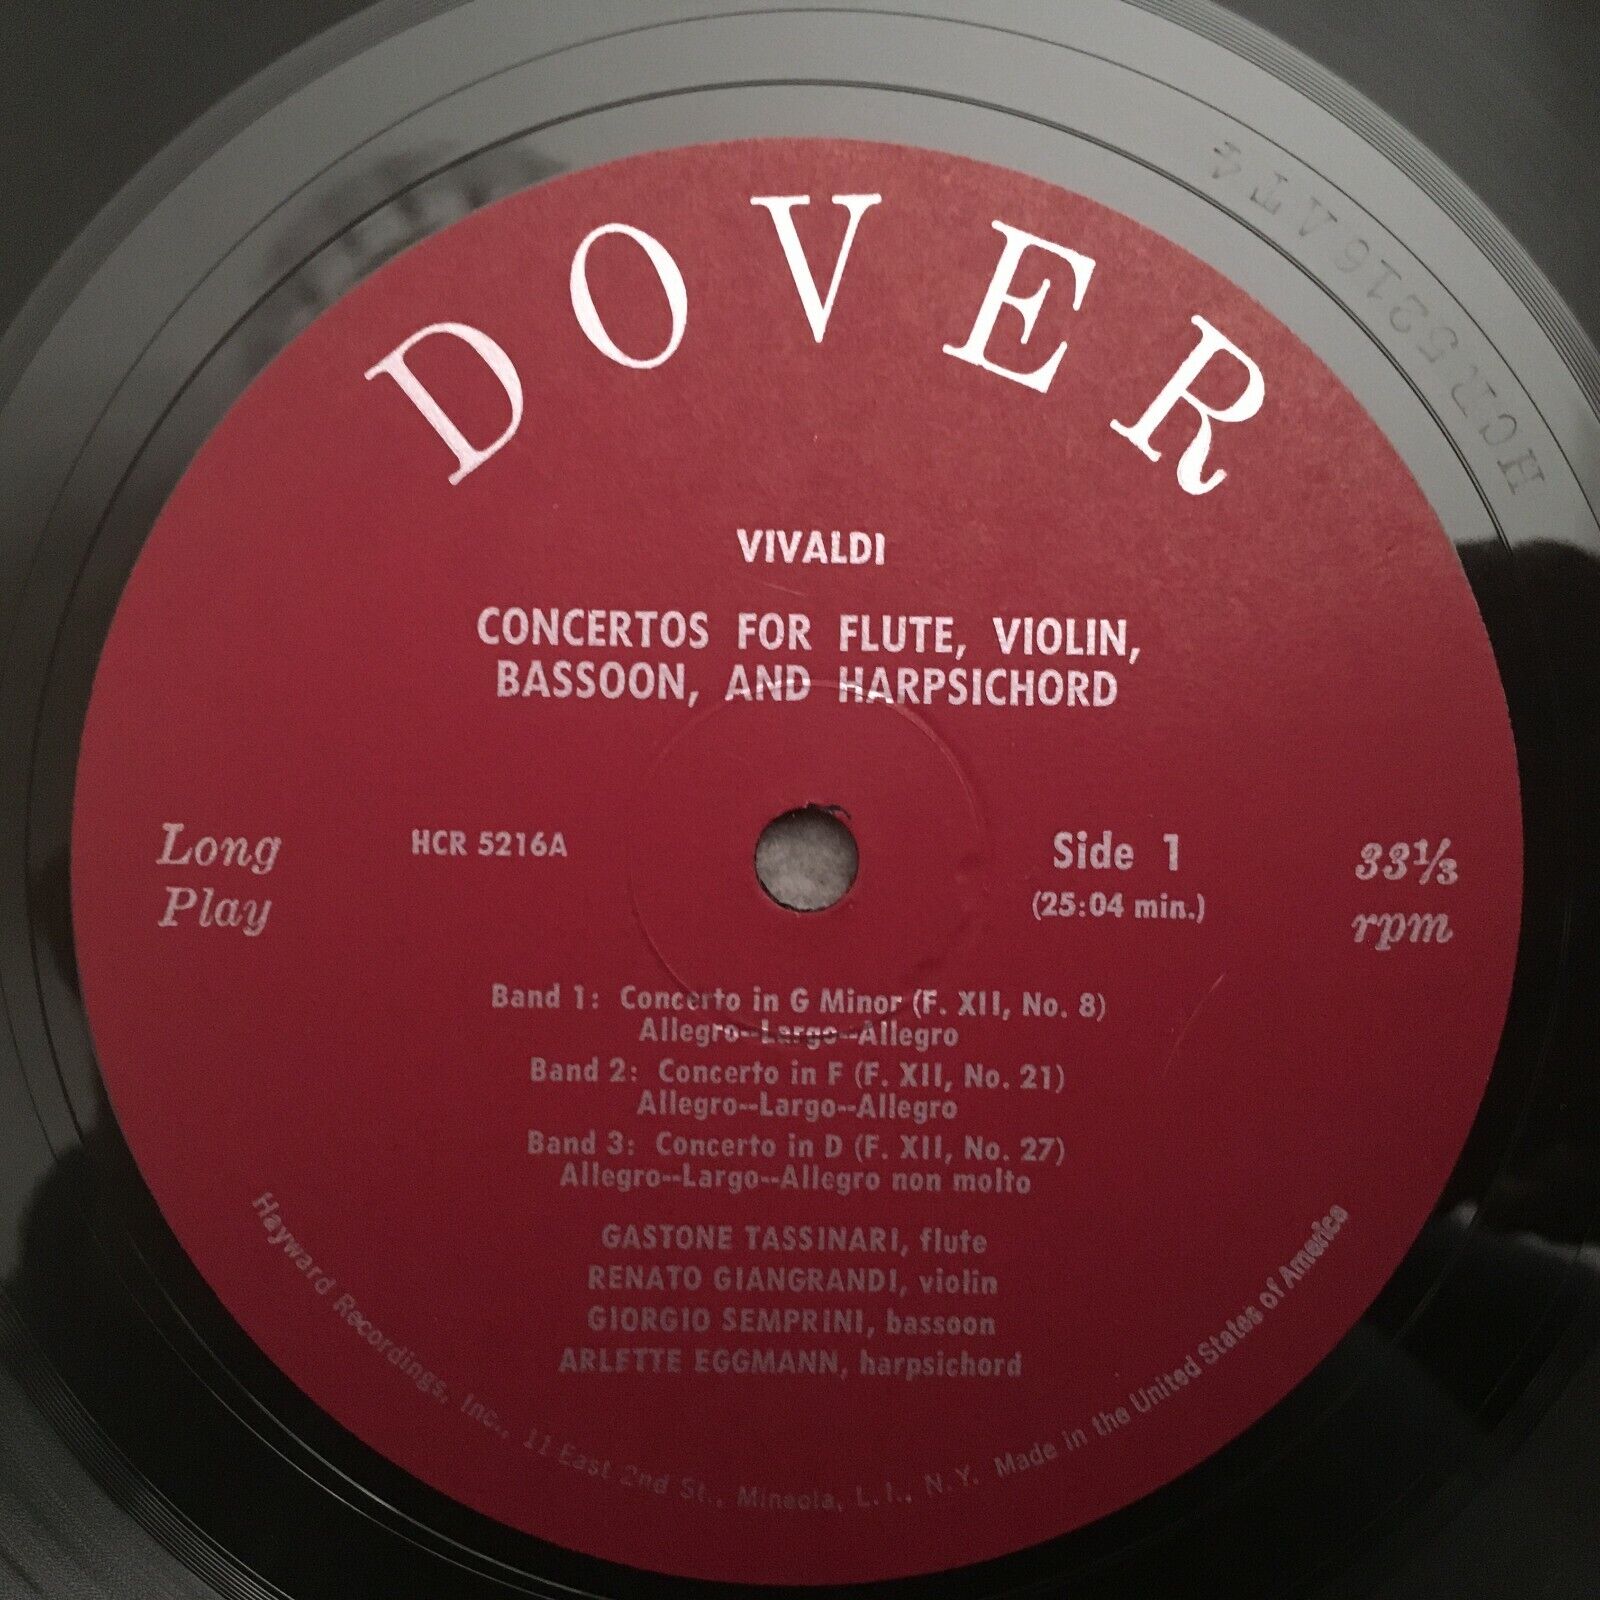 DOVER
VIVALDI
CONCERTOS FOR FLUTE, VIOLIN,
BASSOON, AND HARPSICHORD
Long
Play
HCR 5216A
Side 1
(25:04 min.)
33⅓
rpm
Band 1: Concerto in G Minor (F. XII, No. 8)
Allegro--Largo--Allegro
Band 2: Concerto in F (F. XII, No. 21)
Allegro--Largo--Allegro
Band 3: Concerto in D (F. XII, No. 27)
Allegro--Largo--Allegro non molto
GASTONE TASSINARI, flute
RENATO GIANGRANDI, violin
GIORGIO SEMPRINI, bassoon
ARLETTE EGGMANN, harpsichord
Hayward Recordings, Inc., 11 East 2nd St., Mineola, L.I., N.Y. Made in the United States of America
HCR5216AT4